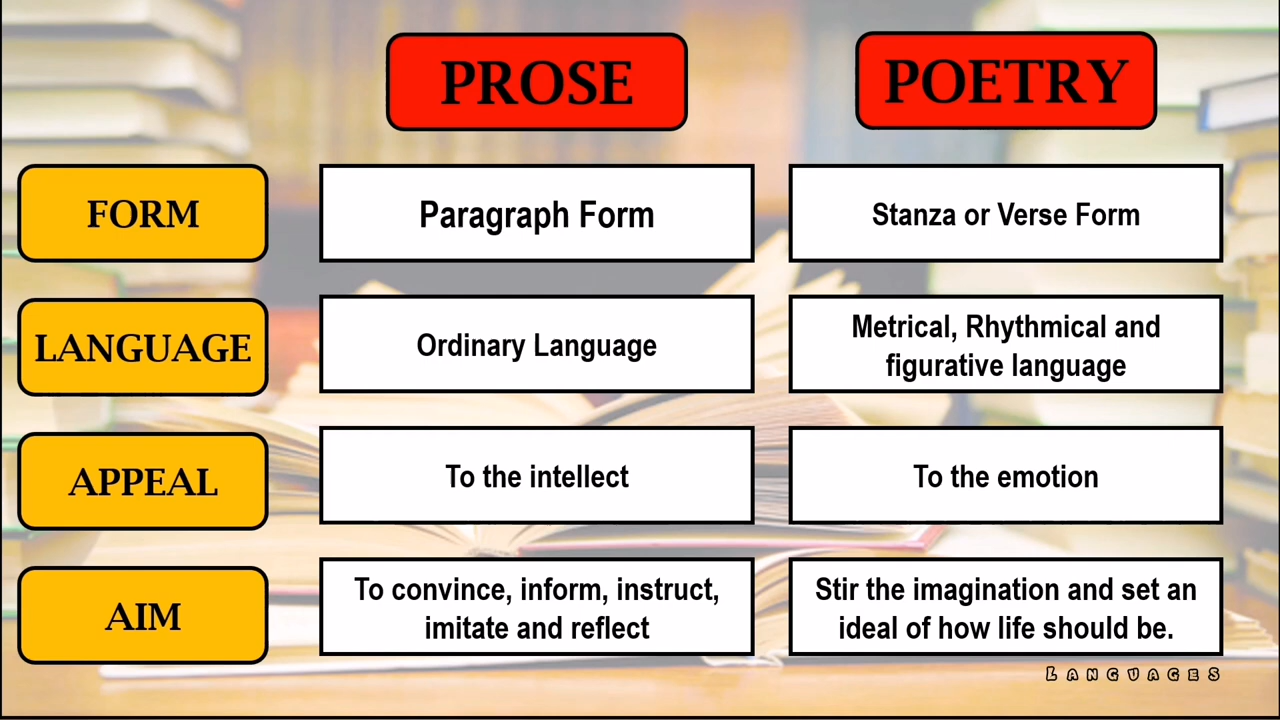 PROSE
POETRY
FORM
Paragraph Form
Stanza or Verse Form
LANGUAGE
Ordinary Language
Metrical, Rhythmical and
figurative language
APPEAL
To the intellect
To the emotion
AIM
To convince, inform, instruct,
imitate and reflect
Stir the imagination and set an
ideal of how life should be.
LANGUAGES